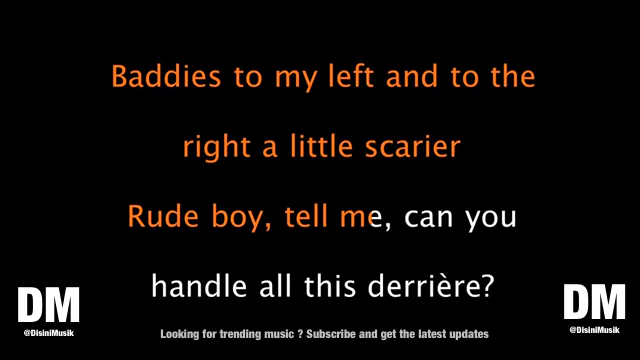 Baddies to my left and to the
right a little scarier
Rude boy, tell me, can you
handle all this derrière?
DM
@DisiniMusik
DM
@DisiniMusik
Looking for trending music ? Subscribe and get the latest updates